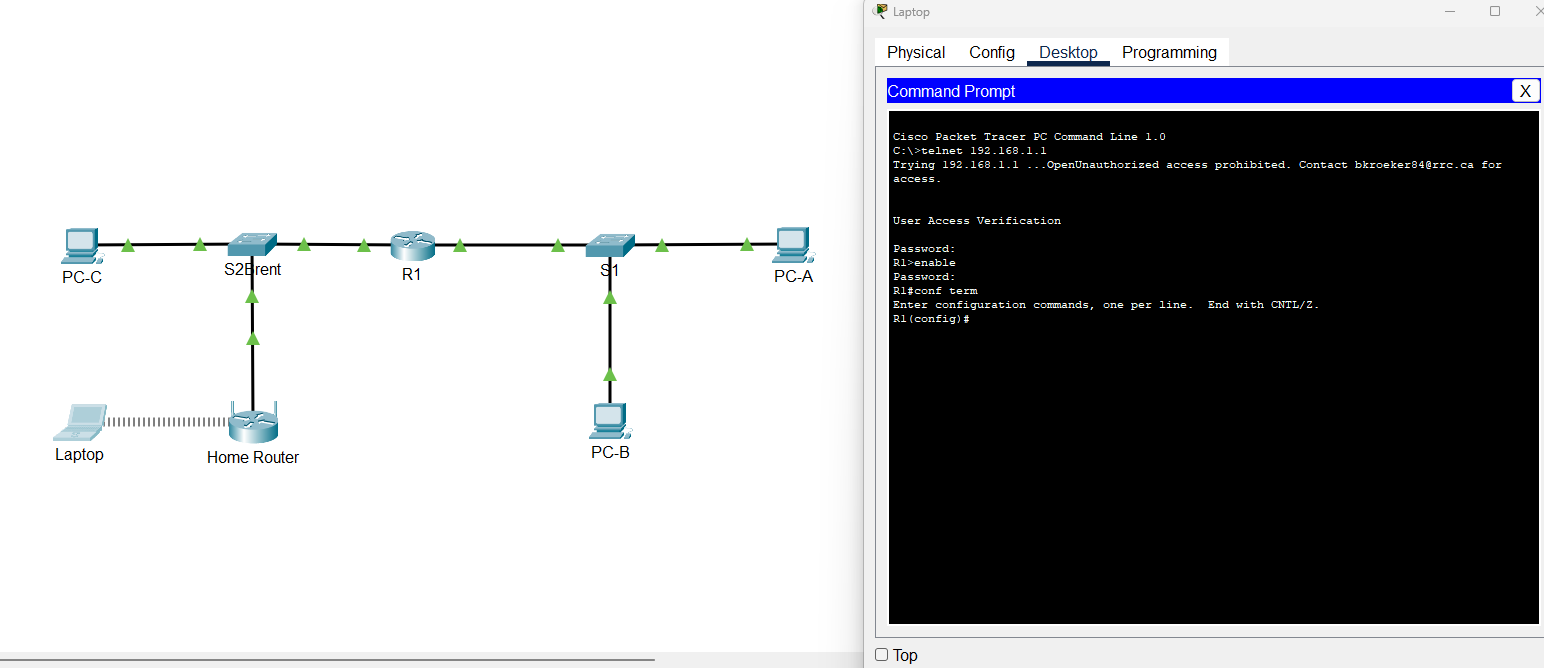 Laptop
Physical Config Desktop Programming
Command Prompt
X
Cisco Packet Tracer PC Command Line 1.0
C:\>telnet 192.168.1.1
Trying 192.168.1.1 ...OpenUnauthorized access prohibited. Contact bkroeker84@rrc.ca for
access.
User Access Verification
Password:
R1>enable
Password:
R1#conf term
Enter configuration commands, one per line.  End with CNTL/Z.
R1(config)#
Top
PC-C
S2Brent
R1
S1
PC-A
Laptop
Home Router
PC-B